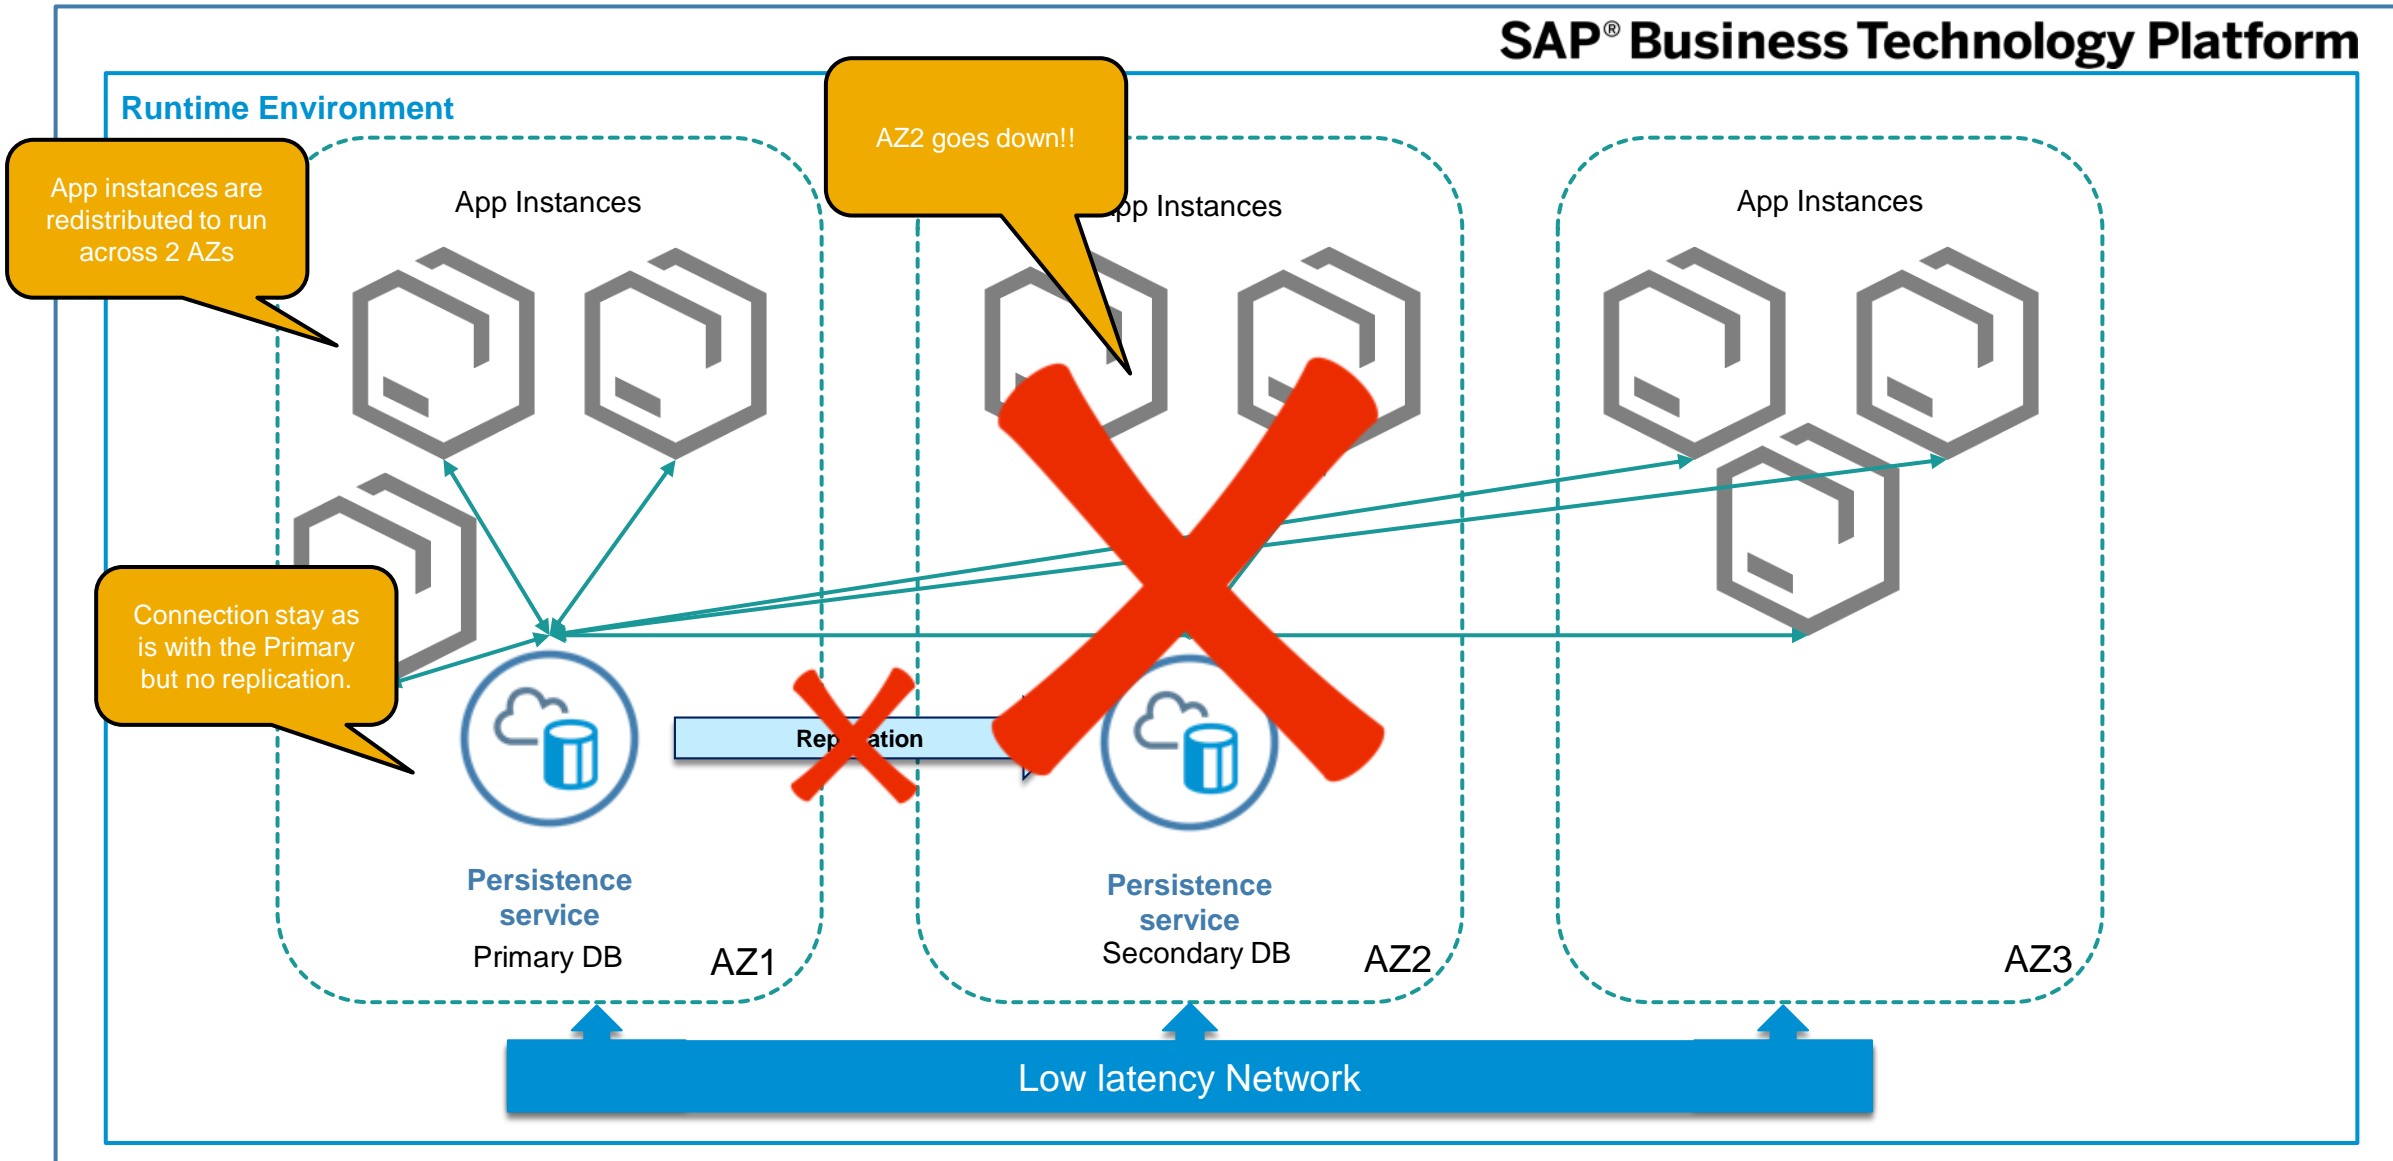 SAP® Business Technology Platform
Runtime Environment
AZ2 goes down!!
App instances are
redistributed to run
across 2 AZs
App Instances
pp Instances
App Instances
Connection stay as
is with the Primary
but no replication.
Persistence
service
Primary DB
AZ1
Persistence
service
Secondary DB
AZ2
AZ3
Low latency Network